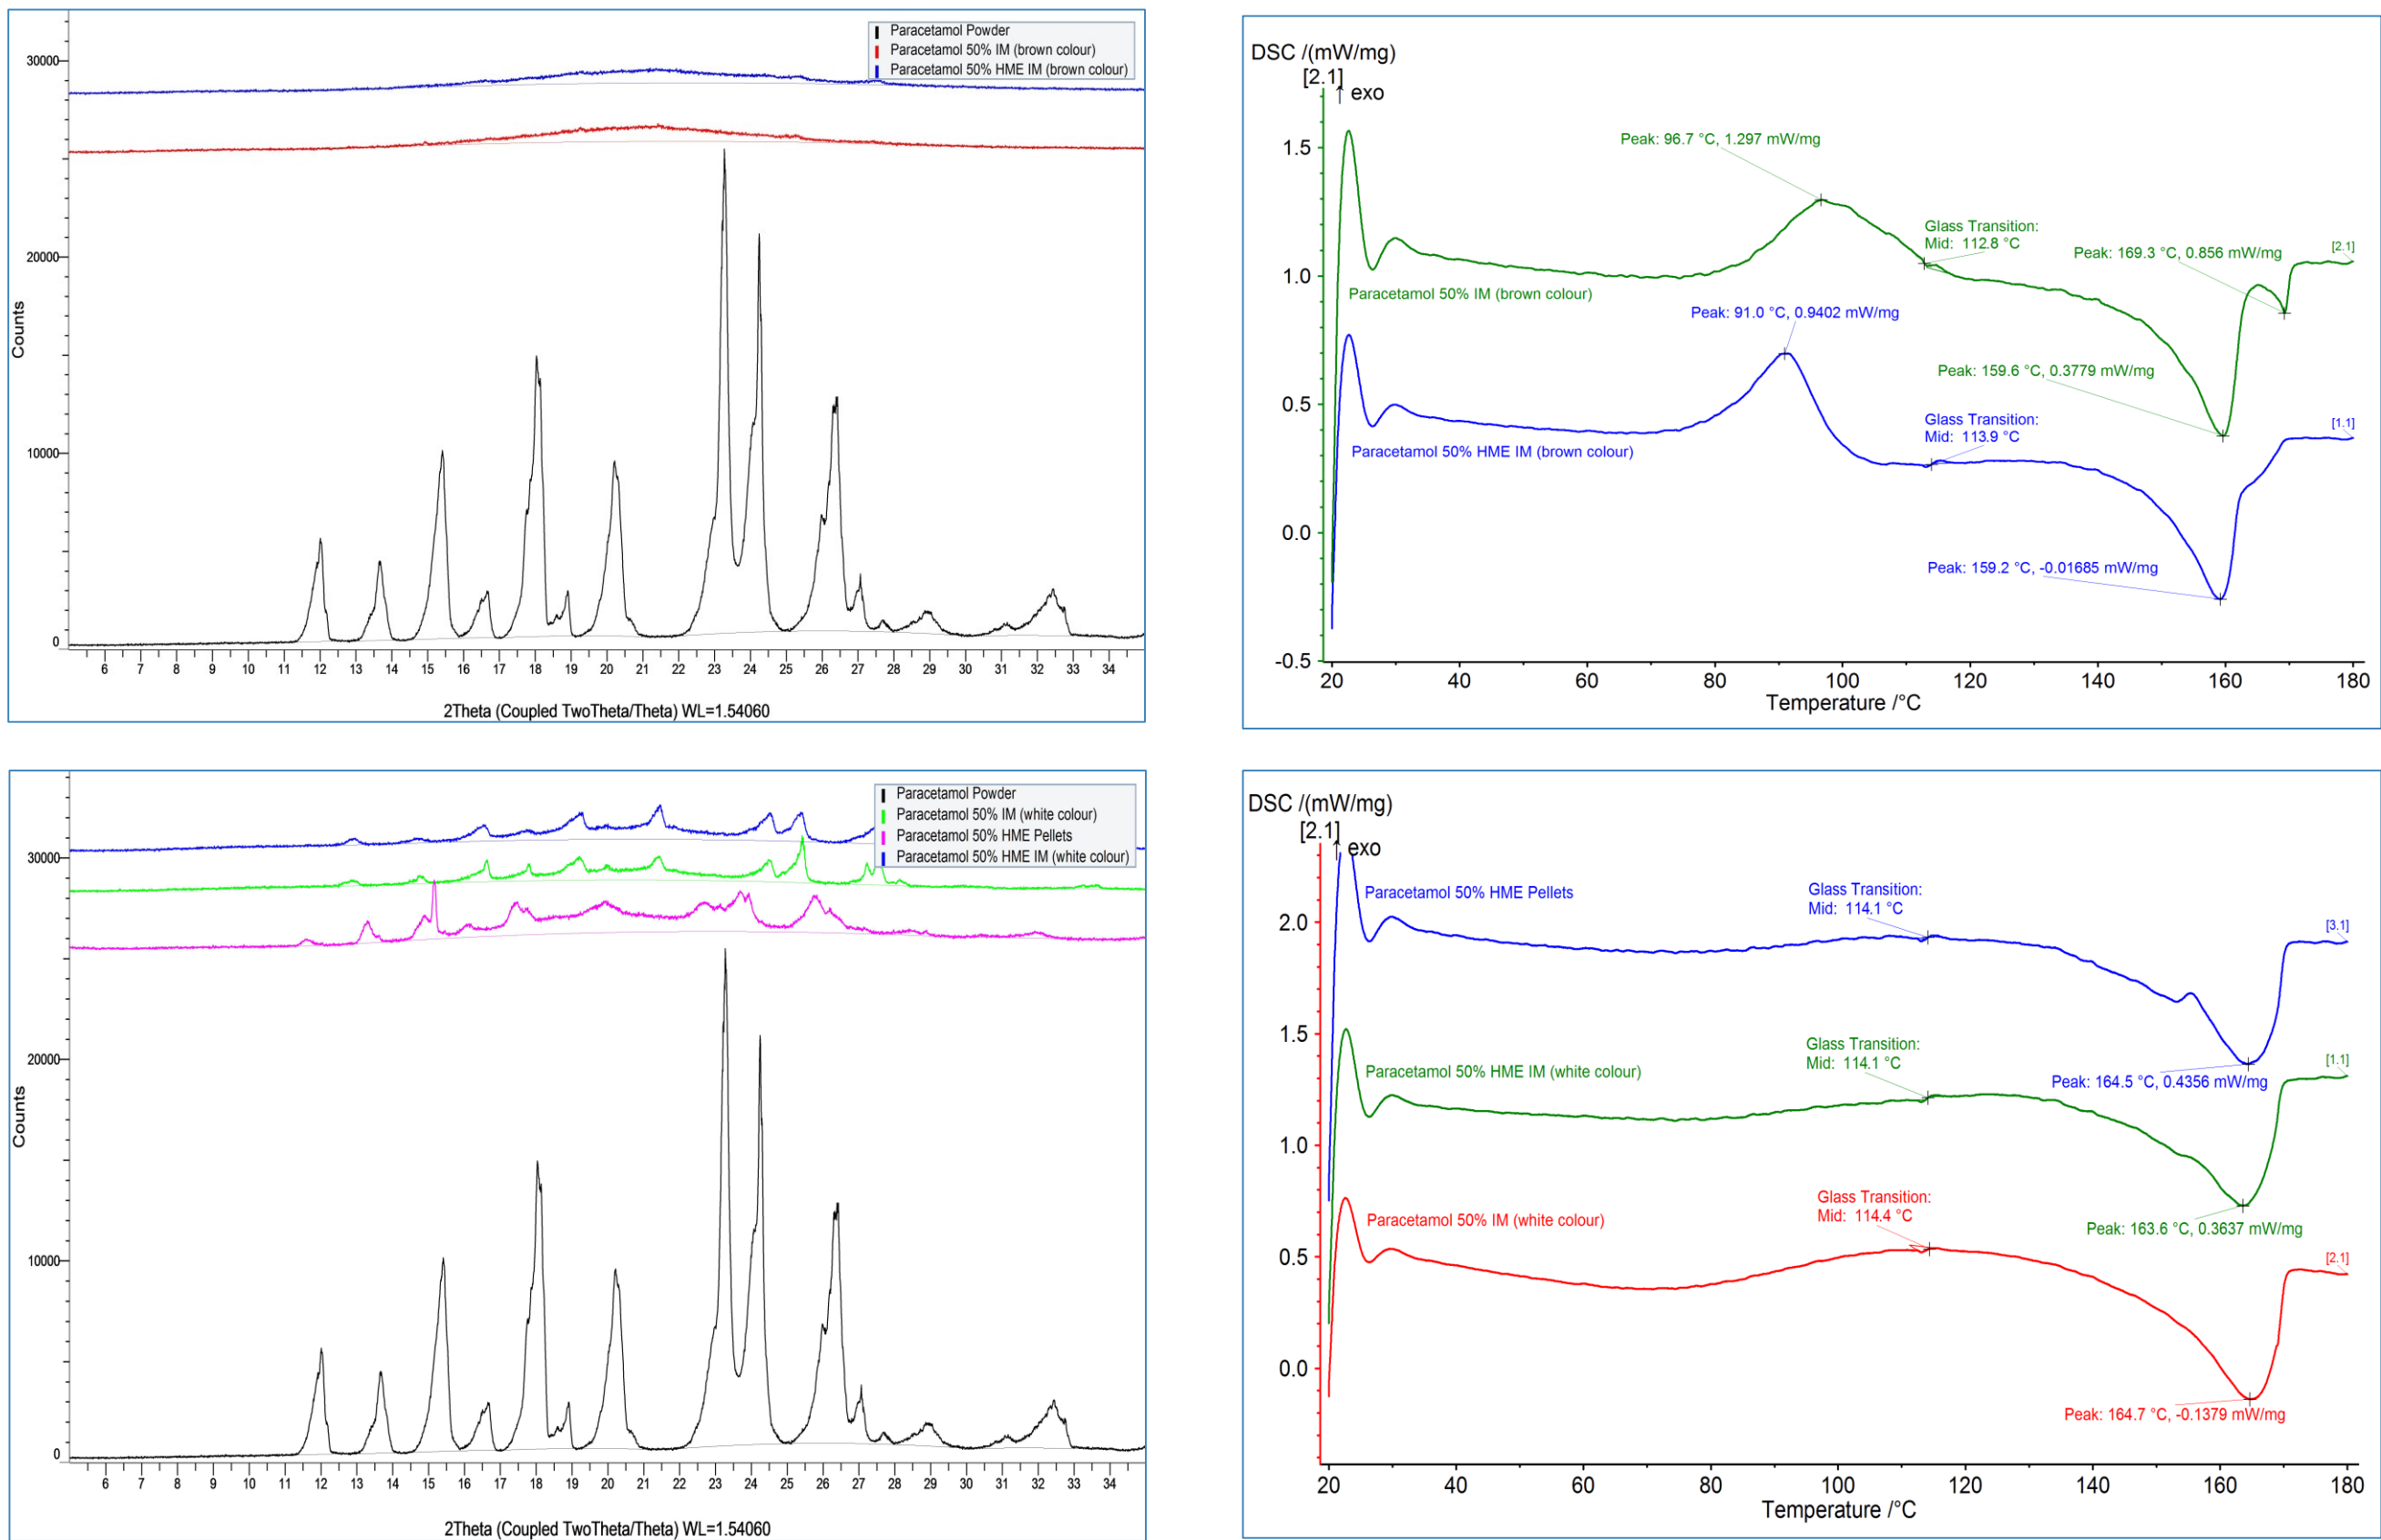 Paracetamol Powder
Paracetamol 50% IM (brown colour)
Paracetamol 50% HME IM (brown colour)
Counts
30000
20000
10000
0
6 7 8 9 10 11 12 13 14 15 16 17 18 19 20 21 22 23 24 25 26 27 28 29 30 31 32 33 34
2Theta (Coupled TwoTheta/Theta) WL=1.54060
DSC /(mW/mg)
[2.1]
exo
Peak: 96.7 °C, 1.297 mW/mg
Glass Transition:
Mid: 112.8 °C
Peak: 169.3 °C, 0.856 mW/mg
[2.1]
Paracetamol 50% IM (brown colour)
Peak: 91.0 °C, 0.9402 mW/mg
Peak: 159.6 °C, 0.3779 mW/mg
Glass Transition:
Mid: 113.9 °C
[1.1]
Paracetamol 50% HME IM (brown colour)
Peak: 159.2 °C, -0.01685 mW/mg
1.5
1.0
0.5
0.0
-0.5
20 40 60 80 100 120 140 160 180
Temperature /°C
Paracetamol Powder
Paracetamol 50% IM (white colour)
Paracetamol 50% HME Pellets
Paracetamol 50% HME IM (white colour)
Counts
30000
20000
10000
0
6 7 8 9 10 11 12 13 14 15 16 17 18 19 20 21 22 23 24 25 26 27 28 29 30 31 32 33 34
2Theta (Coupled TwoTheta/Theta) WL=1.54060
DSC /(mW/mg)
[2.1]
exo
Paracetamol 50% HME Pellets
Glass Transition:
Mid: 114.1 °C
[3.1]
Peak: 164.5 °C, 0.4356 mW/mg
Glass Transition:
Mid: 114.1 °C
[1.1]
Paracetamol 50% HME IM (white colour)
Peak: 163.6 °C, 0.3637 mW/mg
Glass Transition:
Mid: 114.4 °C
Paracetamol 50% IM (white colour)
[2.1]
Peak: 164.7 °C, -0.1379 mW/mg
2.0
1.5
1.0
0.5
0.0
20 40 60 80 100 120 140 160 180
Temperature /°C